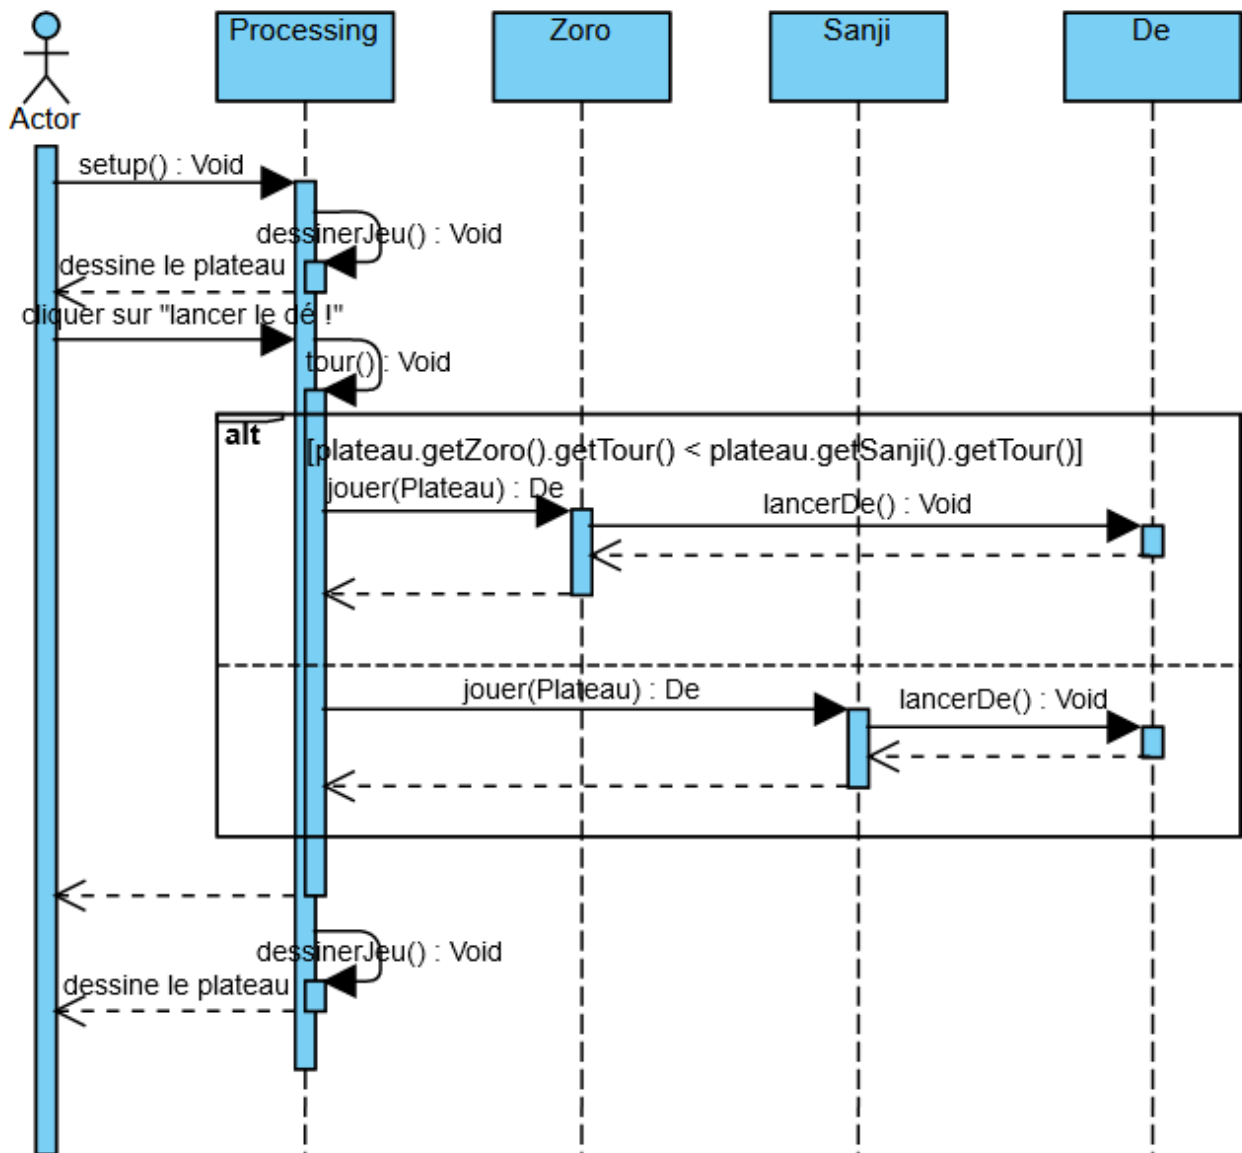 Processing
Zoro
Sanji
De
Actor
setup() : Void
dessinerJeu() : Void
dessine le plateau
cliquer sur "lancer le dé !"
tour() : Void
alt
[plateau.getZoro().getTour() < plateau.getSanji().getTour()]
jouer(Plateau) : De
lancerDe() : Void
jouer(Plateau) : De
lancerDe() : Void
dessinerJeu() : Void
dessine le plateau